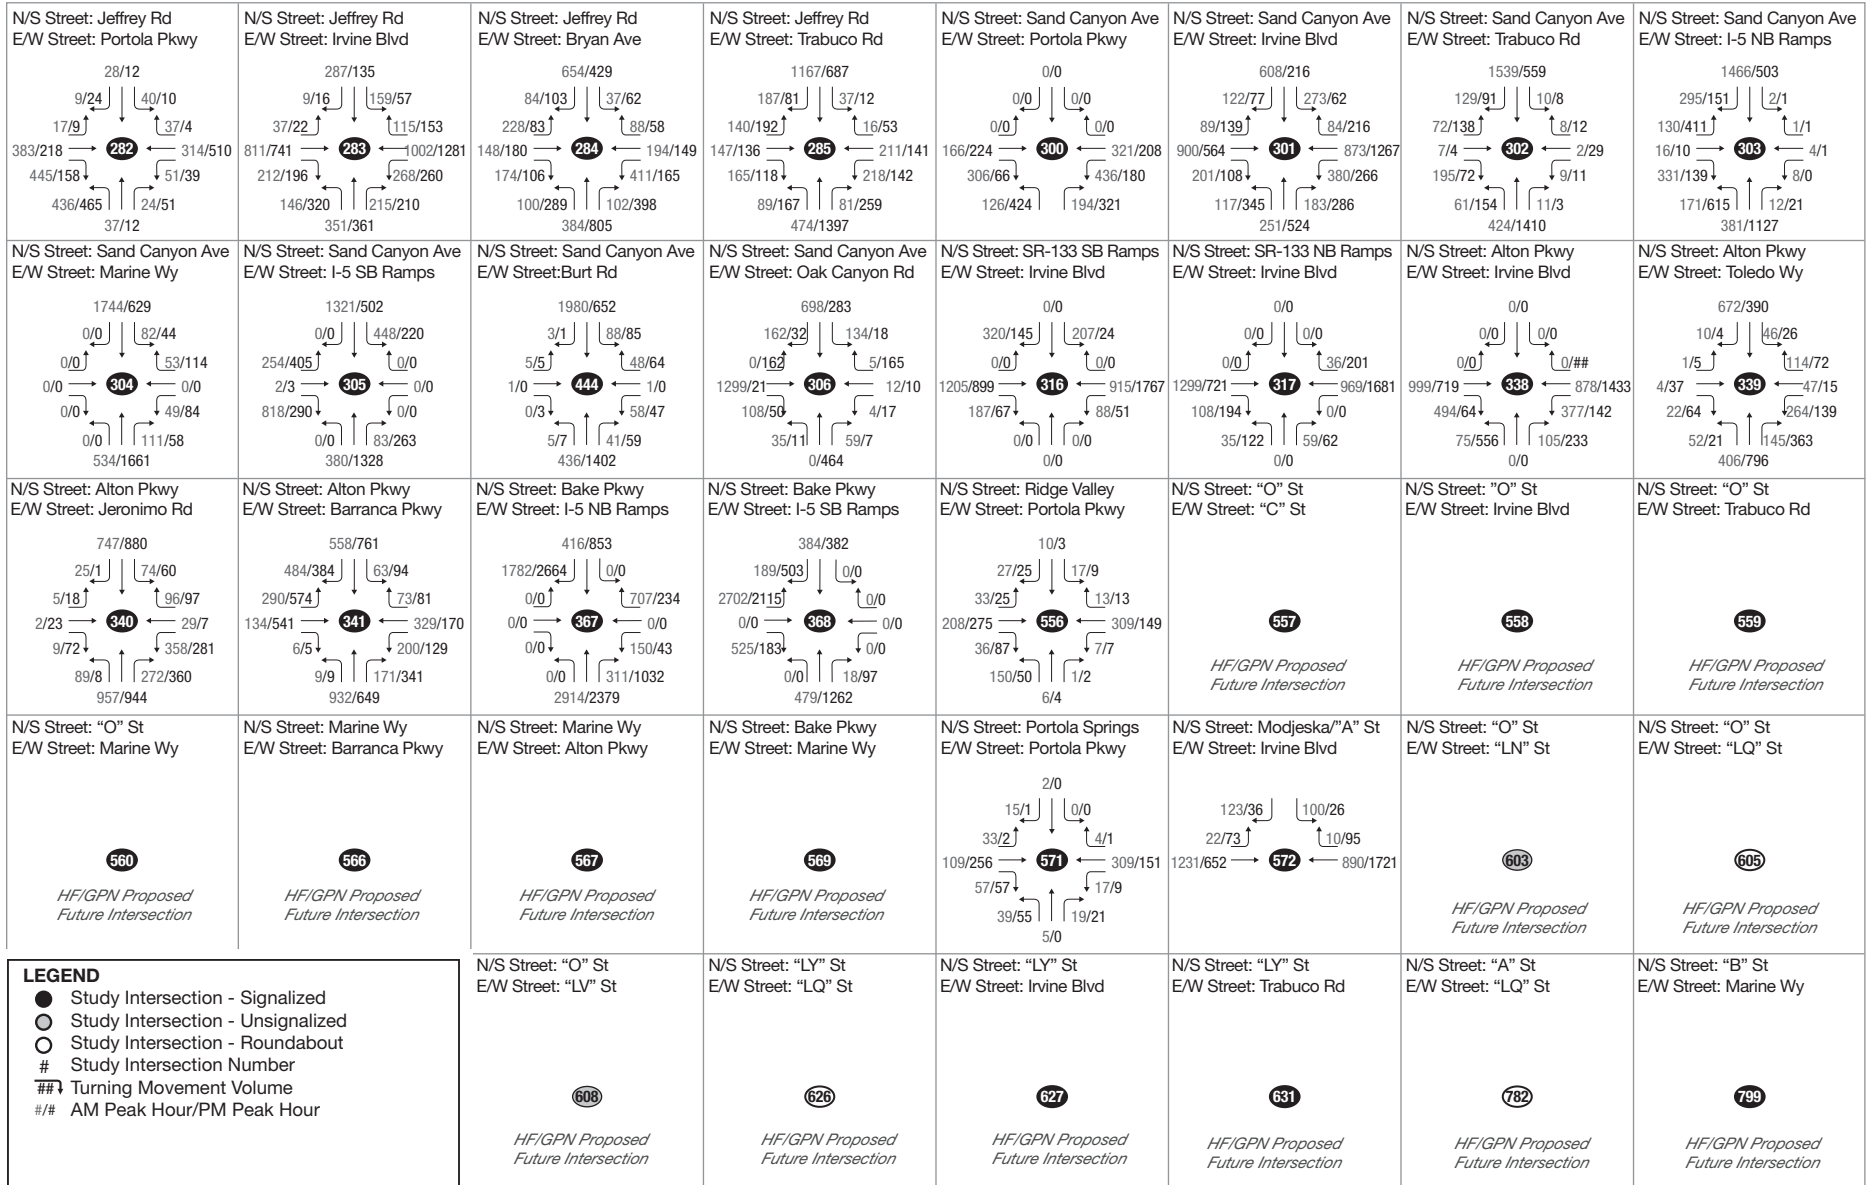 N/S Street: Jeffrey Rd
E/W Street: Portola Pkwy
28/12
9/24
40/10
17/9
37/4
383/218
282
314/510
445/158
51/39
436/465
24/51
37/12
N/S Street: Jeffrey Rd
E/W Street: Irvine Blvd
287/135
9/16
159/57
37/22
115/153
811/741
283
1002/1281
212/196
268/260
146/320
215/210
351/361
N/S Street: Jeffrey Rd
E/W Street: Bryan Ave
654/429
84/103
37/62
228/83
88/58
148/180
284
194/149
174/106
411/165
100/289
102/398
384/805
N/S Street: Jeffrey Rd
E/W Street: Trabuco Rd
1167/687
187/81
37/12
140/192
16/53
147/136
285
211/141
165/118
218/142
89/167
81/259
474/1397
N/S Street: Sand Canyon Ave
E/W Street: Portola Pkwy
0/0
0/0
0/0
0/0
0/0
166/224
300
321/208
306/66
436/180
126/424
194/321
N/S Street: Sand Canyon Ave
E/W Street: Irvine Blvd
608/216
122/77
273/62
89/139
84/216
900/564
301
873/1267
201/108
380/266
117/345
183/286
251/524
N/S Street: Sand Canyon Ave
E/W Street: Trabuco Rd
1539/559
129/91
10/8
72/138
8/12
7/4
302
2/29
195/72
9/11
61/154
11/3
424/1410
N/S Street: Sand Canyon Ave
E/W Street: I-5 NB Ramps
1466/503
295/151
2/1
130/411
1/1
16/10
303
4/1
331/139
8/0
171/615
12/21
381/1127
N/S Street: Sand Canyon Ave
E/W Street: Marine Wy
1744/629
0/0
82/44
0/0
53/114
0/0
304
0/0
0/0
49/84
0/0
111/58
534/1661
N/S Street: Sand Canyon Ave
E/W Street: I-5 SB Ramps
1321/502
0/0
448/220
254/405
0/0
2/3
305
0/0
818/290
0/0
0/0
83/263
380/1328
N/S Street: Sand Canyon Ave
E/W Street:Burt Rd
1980/652
3/1
88/85
5/5
48/64
1/0
444
1/0
0/3
58/47
5/7
41/59
436/1402
N/S Street: Sand Canyon Ave
E/W Street: Oak Canyon Rd
698/283
162/32
134/18
0/162
5/165
1299/21
306
12/10
108/50
4/17
35/11
59/7
0/464
N/S Street: SR-133 SB Ramps
E/W Street: Irvine Blvd
0/0
320/145
207/24
0/0
0/0
1205/899
316
915/1767
187/67
88/51
0/0
0/0
0/0
N/S Street: SR-133 NB Ramps
E/W Street: Irvine Blvd
0/0
0/0
0/0
0/0
36/201
1299/721
317
969/1681
108/194
0/0
35/122
59/62
0/0
N/S Street: Alton Pkwy
E/W Street: Irvine Blvd
0/0
0/0
0/0
0/0
0/##
999/719
338
878/1433
494/64
377/142
75/556
105/233
0/0
N/S Street: Alton Pkwy
E/W Street: Toledo Wy
672/390
10/4
46/26
1/5
114/72
4/37
339
47/15
22/64
264/139
52/21
145/363
406/796
N/S Street: Alton Pkwy
E/W Street: Jeronimo Rd
747/880
25/1
74/60
5/18
96/97
2/23
340
29/7
9/72
358/281
89/8
272/360
957/944
N/S Street: Alton Pkwy
E/W Street: Barranca Pkwy
558/761
484/384
63/94
290/574
73/81
134/541
341
329/170
6/5
200/129
9/9
171/341
932/649
N/S Street: Bake Pkwy
E/W Street: I-5 NB Ramps
416/853
1782/2664
0/0
0/0
707/234
0/0
367
0/0
0/0
150/43
0/0
311/1032
2914/2379
N/S Street: Bake Pkwy
E/W Street: I-5 SB Ramps
384/382
189/503
0/0
2702/2115
0/0
0/0
368
0/0
525/183
0/0
0/0
18/97
479/1262
N/S Street: Ridge Valley
E/W Street: Portola Pkwy
10/3
27/25
17/9
33/25
13/13
208/275
556
309/149
36/87
7/7
150/50
1/2
6/4
N/S Street: "O" St
E/W Street: "C" St
557
HF/GPN Proposed
Future Intersection
N/S Street: "O" St
E/W Street: Irvine Blvd
558
HF/GPN Proposed
Future Intersection
N/S Street: "O" St
E/W Street: Trabuco Rd
559
HF/GPN Proposed
Future Intersection
N/S Street: "O" St
E/W Street: Marine Wy
560
HF/GPN Proposed
Future Intersection
N/S Street: Marine Wy
E/W Street: Barranca Pkwy
566
HF/GPN Proposed
Future Intersection
N/S Street: Marine Wy
E/W Street: Alton Pkwy
567
HF/GPN Proposed
Future Intersection
N/S Street: Bake Pkwy
E/W Street: Marine Wy
569
HF/GPN Proposed
Future Intersection
N/S Street: Portola Springs
E/W Street: Portola Pkwy
2/0
15/1
0/0
33/2
4/1
109/256
571
309/151
57/57
17/9
39/55
19/21
5/0
N/S Street: Modjeska/"A" St
E/W Street: Irvine Blvd
123/36
100/26
22/73
10/95
1231/652
572
890/1721
N/S Street: "O" St
E/W Street: "LN" St
603
HF/GPN Proposed
Future Intersection
N/S Street: "O" St
E/W Street: "LQ" St
605
HF/GPN Proposed
Future Intersection
LEGEND
Study Intersection - Signalized
Study Intersection - Unsignalized
Study Intersection - Roundabout
# Study Intersection Number
## Turning Movement Volume
#/# AM Peak Hour/PM Peak Hour
N/S Street: "O" St
E/W Street: "LV" St
608
HF/GPN Proposed
Future Intersection
N/S Street: "LY" St
E/W Street: "LQ" St
626
HF/GPN Proposed
Future Intersection
N/S Street: "LY" St
E/W Street: Irvine Blvd
627
HF/GPN Proposed
Future Intersection
N/S Street: "LY" St
E/W Street: Trabuco Rd
631
HF/GPN Proposed
Future Intersection
N/S Street: "A" St
E/W Street: "LQ" St
782
HF/GPN Proposed
Future Intersection
N/S Street: "B" St
E/W Street: Marine Wy
799
HF/GPN Proposed
Future Intersection